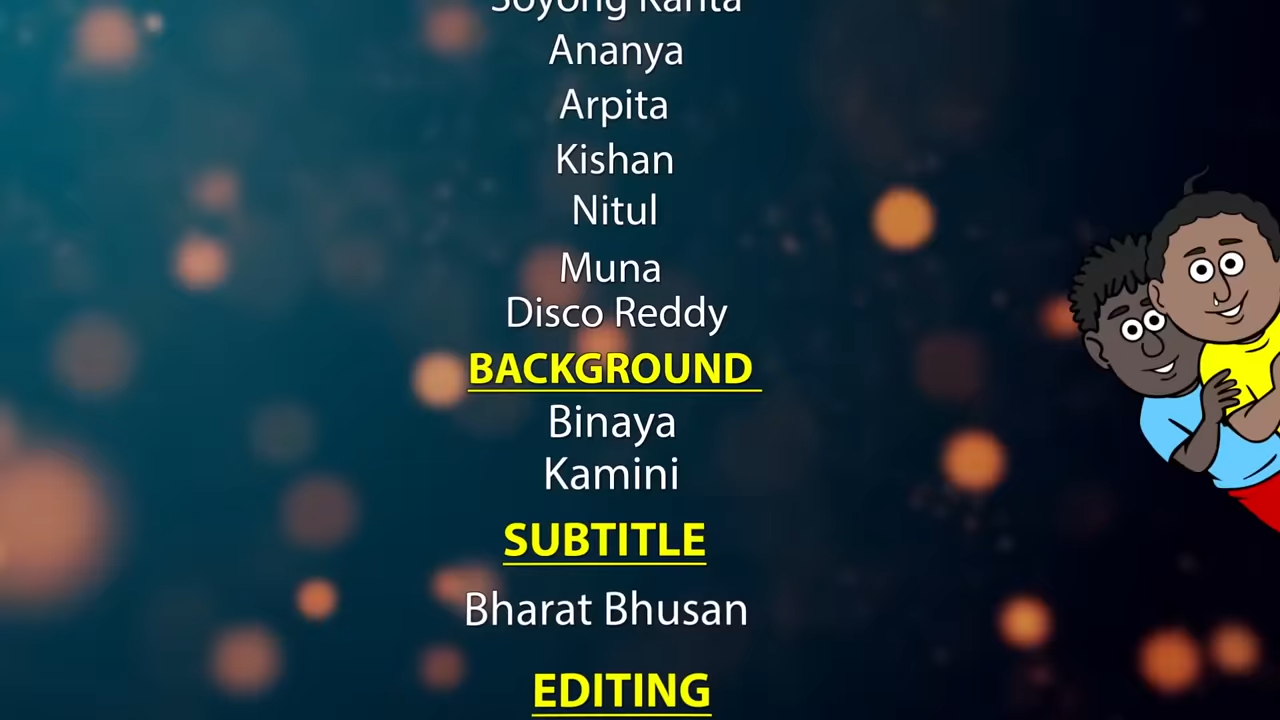 Ananya
Arpita
Kishan
Nitul
Muna
Disco Reddy
BACKGROUND
Binaya
Kamini
SUBTITLE
Bharat Bhusan
EDITING